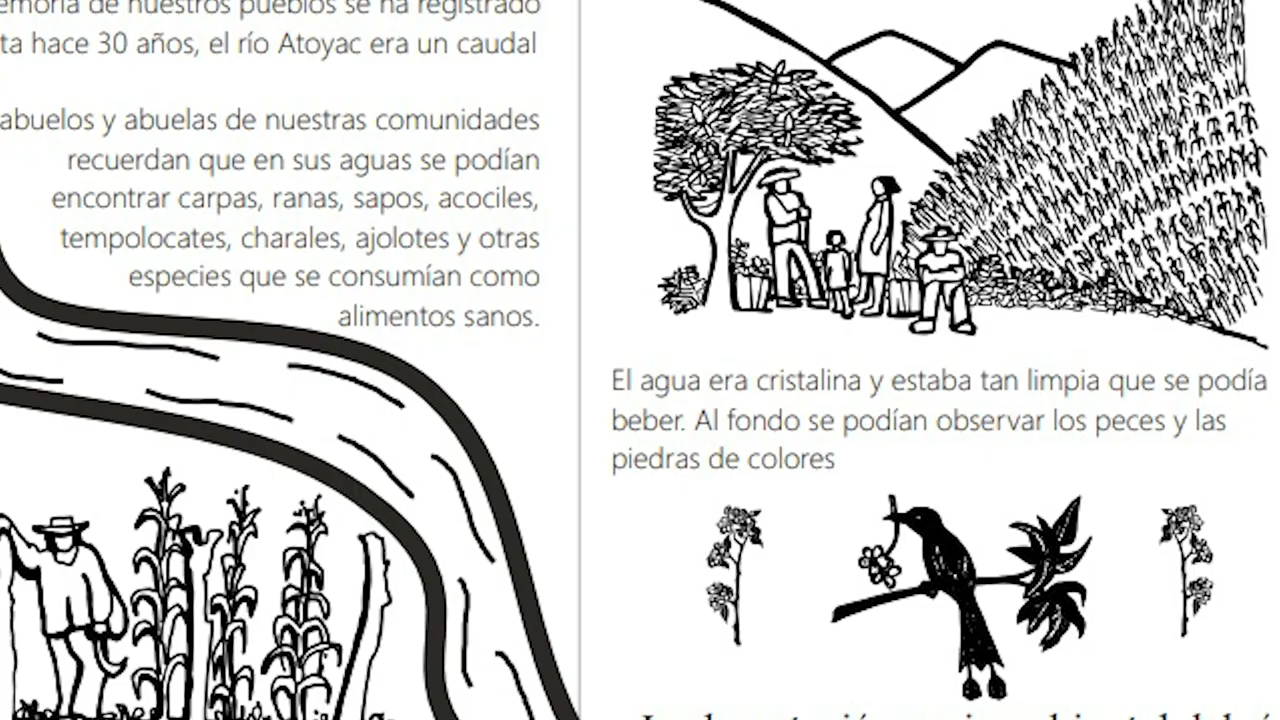 emoria de nuestros pueblos se ha registrado
ta hace 30 años, el río Atoyac era un caudal
abuelos y abuelas de nuestras comunidades
recuerdan que en sus aguas se podían
encontrar carpas, ranas, sapos, acociles,
tempolocates, charales, ajolotes y otras
especies que se consumían como
alimentos sanos.
El agua era cristalina y estaba tan limpia que se podía
beber. Al fondo se podían observar los peces y las
piedras de colores